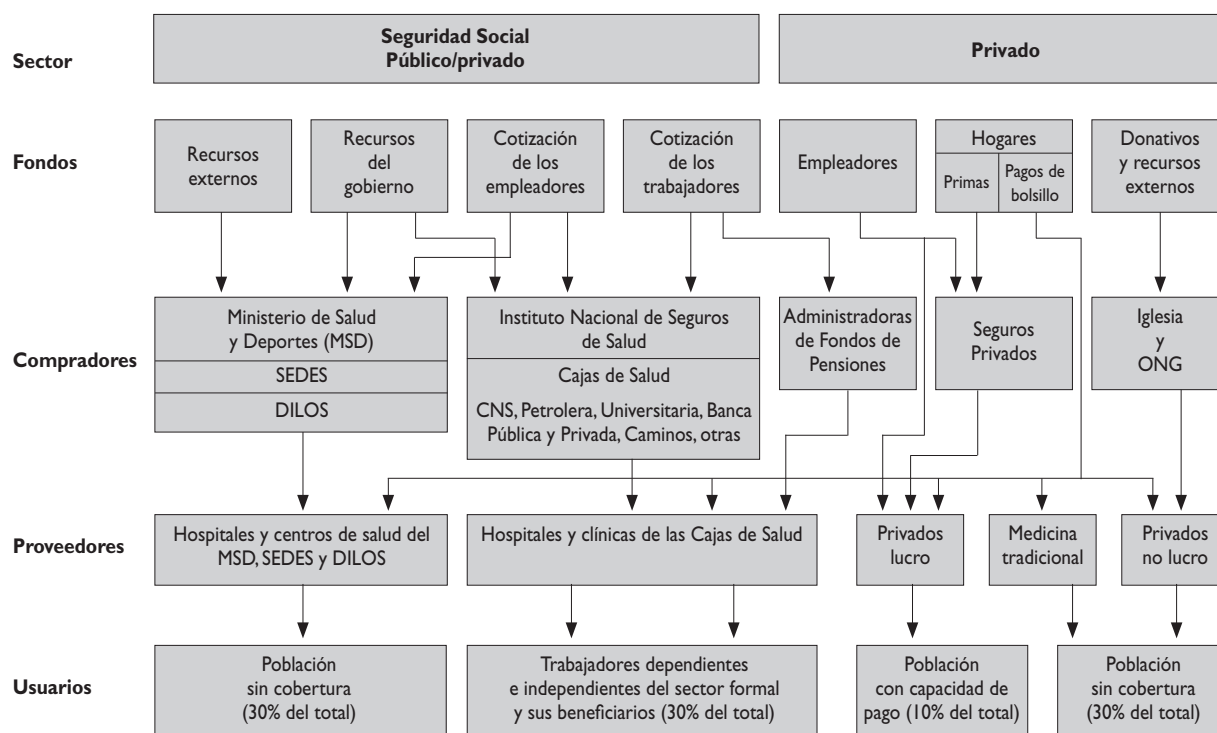 Sector
Seguridad Social
Público/privado
Privado
Fondos
Recursos
externos
Recursos
del
gobierno
Cotización
de los
empleadores
Cotización
de los
trabajadores
Empleadores
Hogares
Primas
Pagos de
bolsillo
Donativos
y recursos
externos
Compradores
Ministerio de Salud
y Deportes (MSD)
SEDES
DILOS
Instituto Nacional de Seguros
de Salud
Cajas de Salud
CNS, Petrolera, Universitaria, Banca
Pública y Privada, Caminos, otras
Administradoras
de Fondos de
Pensiones
Seguros
Privados
Iglesia
y
ONG
Proveedores
Hospitales y centros de salud del
MSD, SEDES y DILOS
Hospitales y clínicas de las Cajas de Salud
Privados
lucro
Medicina
tradicional
Privados
no lucro
Usuarios
Población
sin cobertura
(30% del total)
Trabajadores dependientes
e independientes del sector formal
y sus beneficiarios (30% del total)
Población
con capacidad de
pago (10% del total)
Población
sin cobertura
(30% del total)